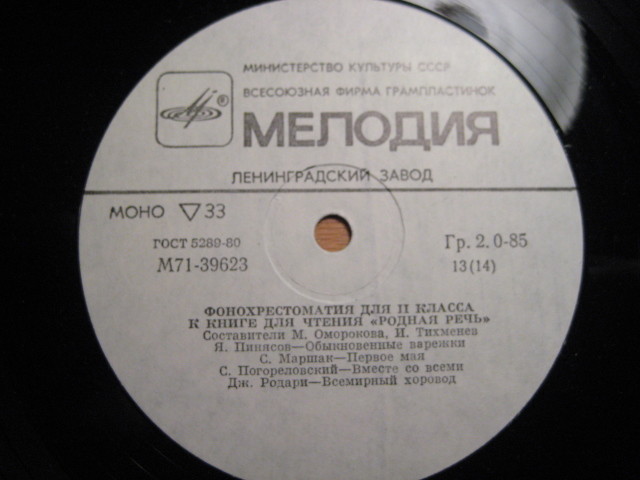 МИНИСТЕРСТВО КУЛЬТУРЫ СССР
ВСЕСОЮЗНАЯ ФИРМА ГРАМПЛАСТИНОК
® МЕЛОДИЯ
ЛЕНИНГРАДСКИЙ ЗАВОД
МОНО ▽33
ГОСТ 5289-80 Гр. 2. 0-85
М71-39623 13(14)
ФОНОХРЕСТОМАТИЯ ДЛЯ II КЛАССА
К КНИГЕ ДЛЯ ЧТЕНИЯ «РОДНАЯ РЕЧЬ»
Составители М. Оморокова, И. Тихменев
Я. Пинясов—Обыкновенные варежки
С. Маршак—Первое мая
С. Погореловский—Вместе со всеми
Дж. Родари—Всемирный хоровод